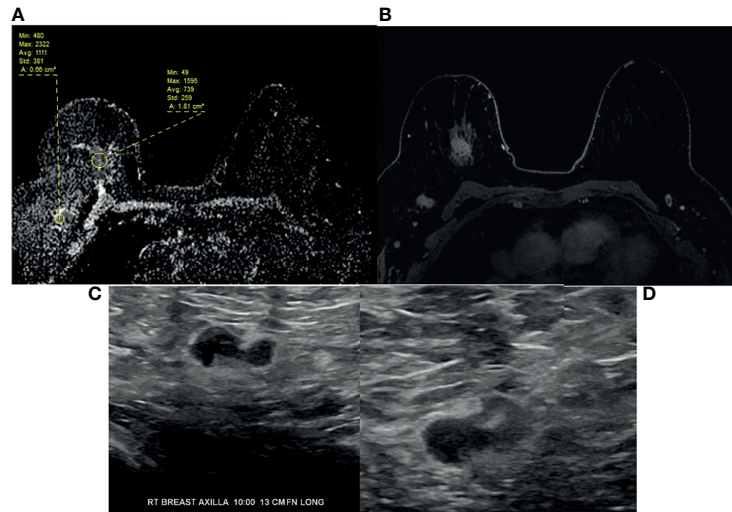 A
B
Min: 480
Max: 2322
Avg: 1111
Std: 381
A: 0.66 cm²
Min: 49
Max: 1595
Avg: 739
Std: 259
A: 1.81 cm²
C
D
RT BREAST AXILLA 10:00 13 CMFN LONG